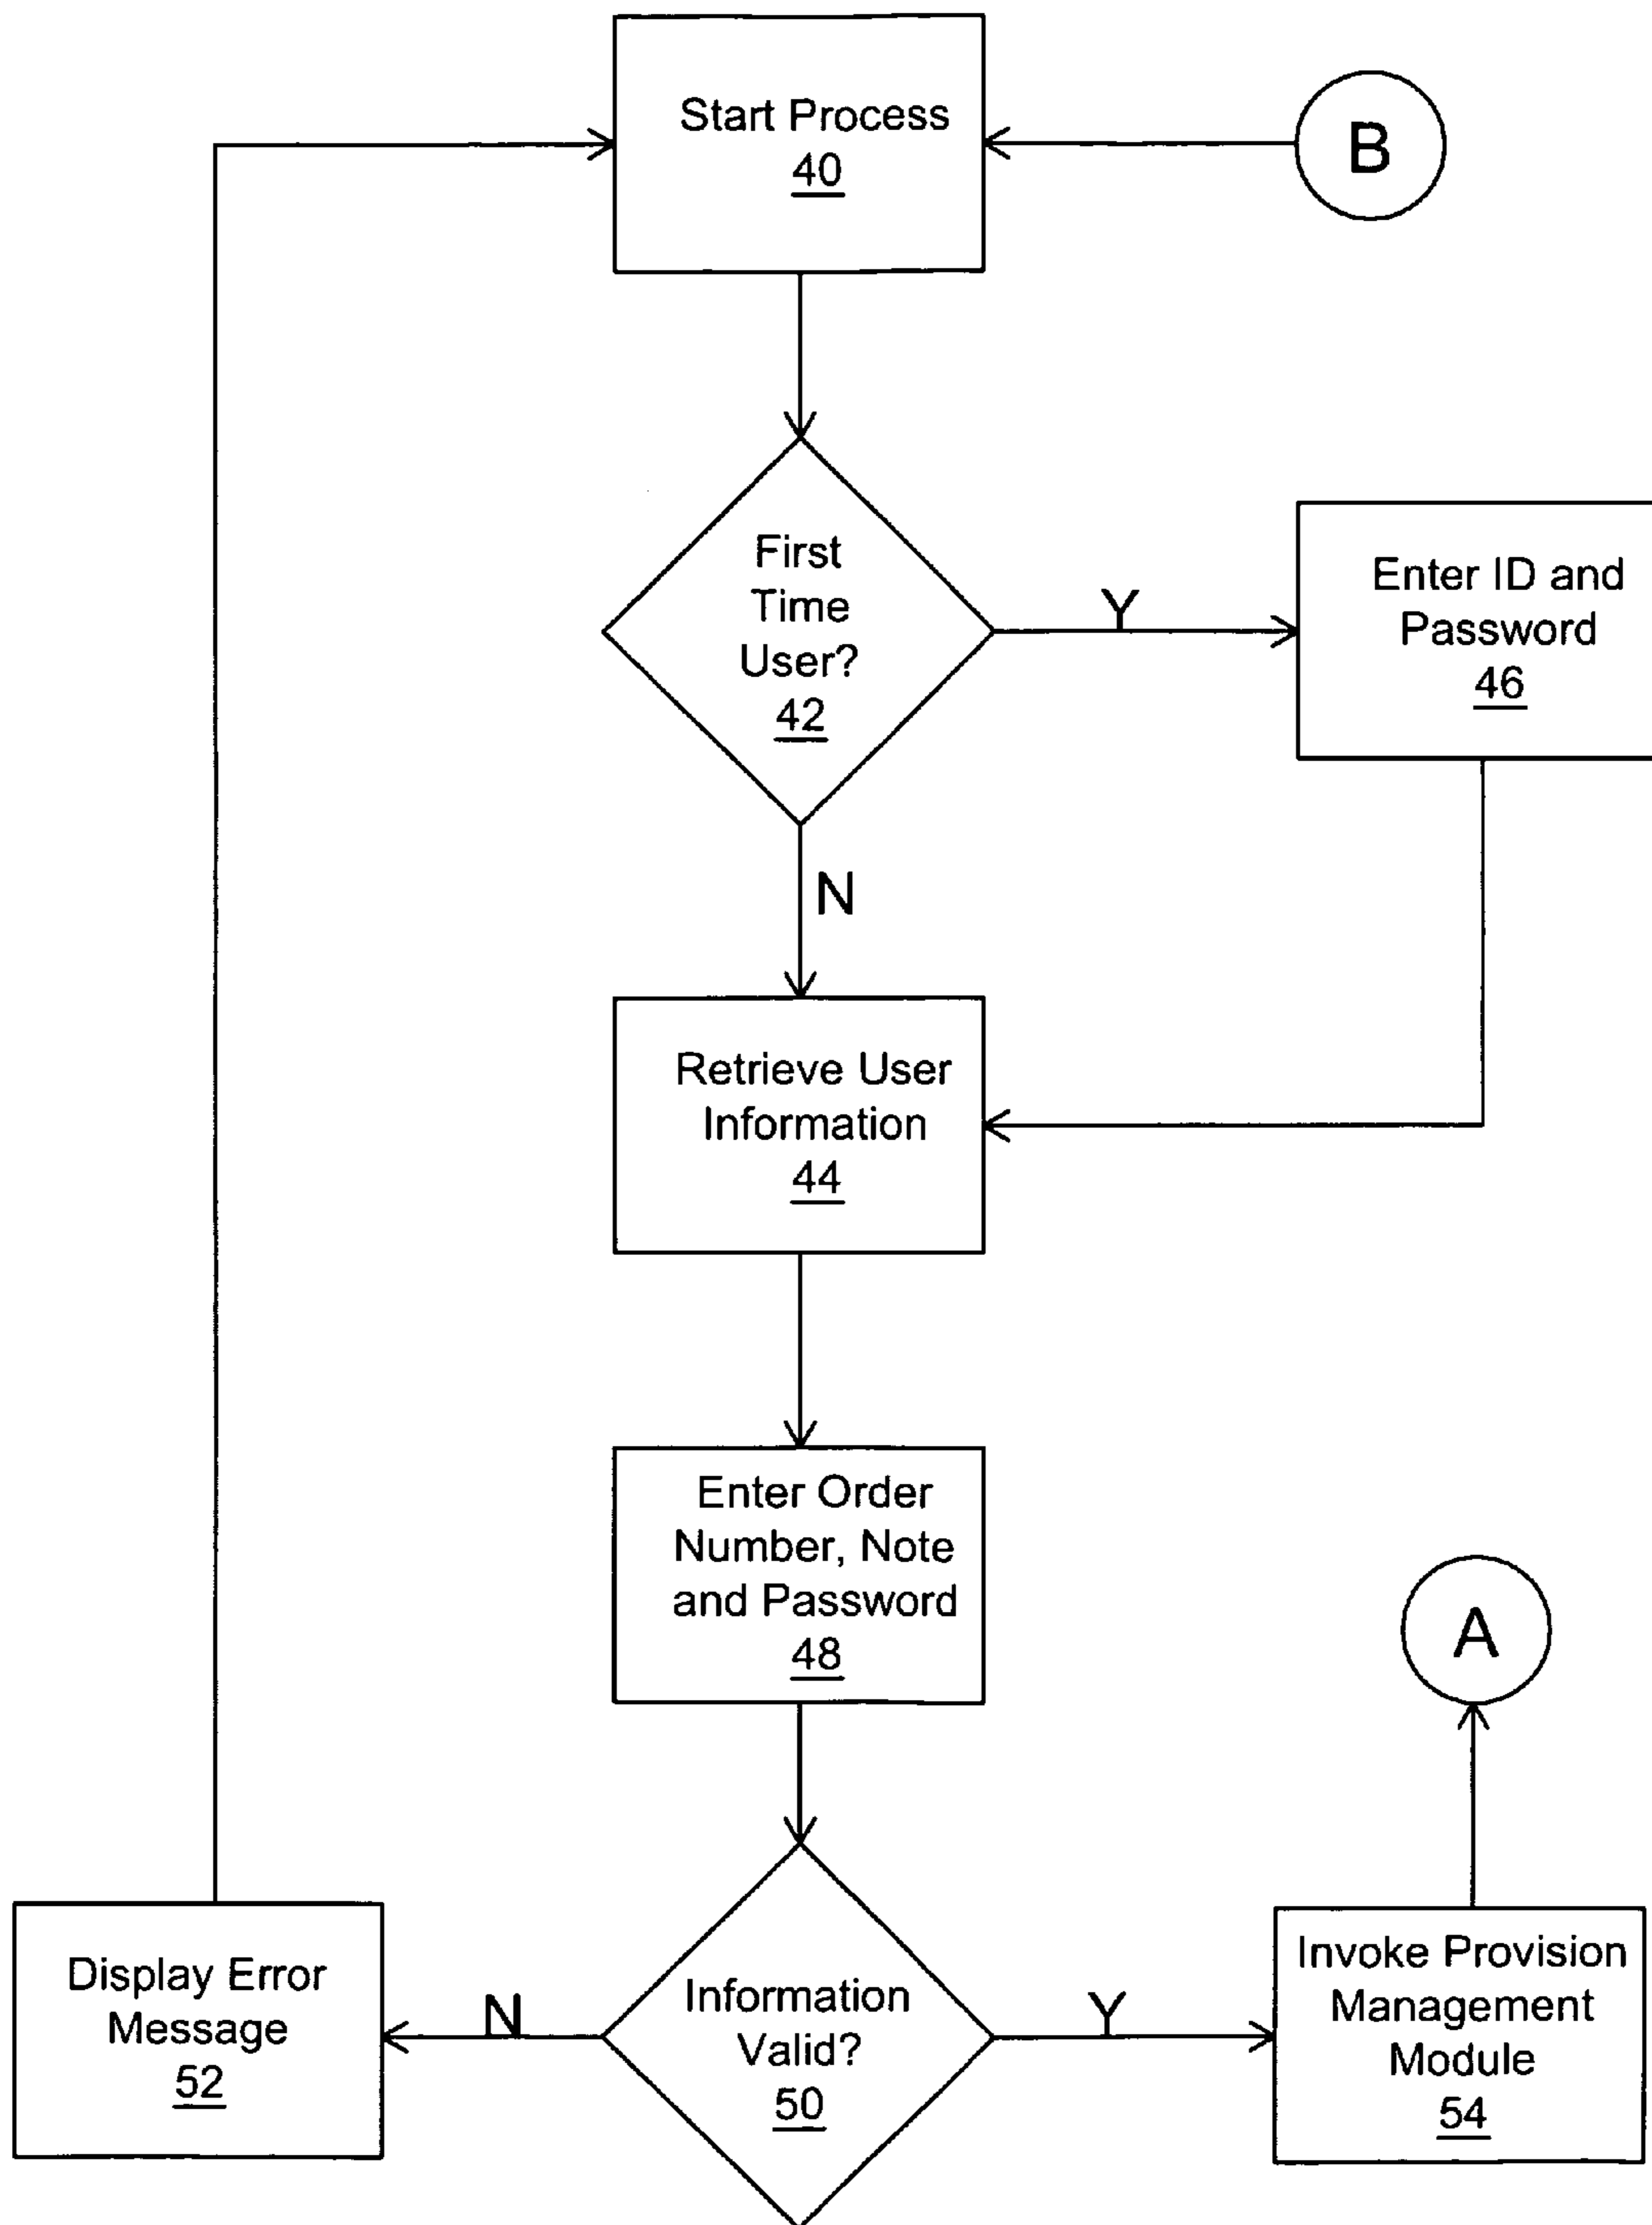 Start Process
40
B
First
Time
User?
42
Y
Enter ID and
Password
46
N
Retrieve User
Information
44
Enter Order
Number, Note
and Password
48
A
Information
Valid?
50
N
Display Error
Message
52
Y
Invoke Provision
Management
Module
54